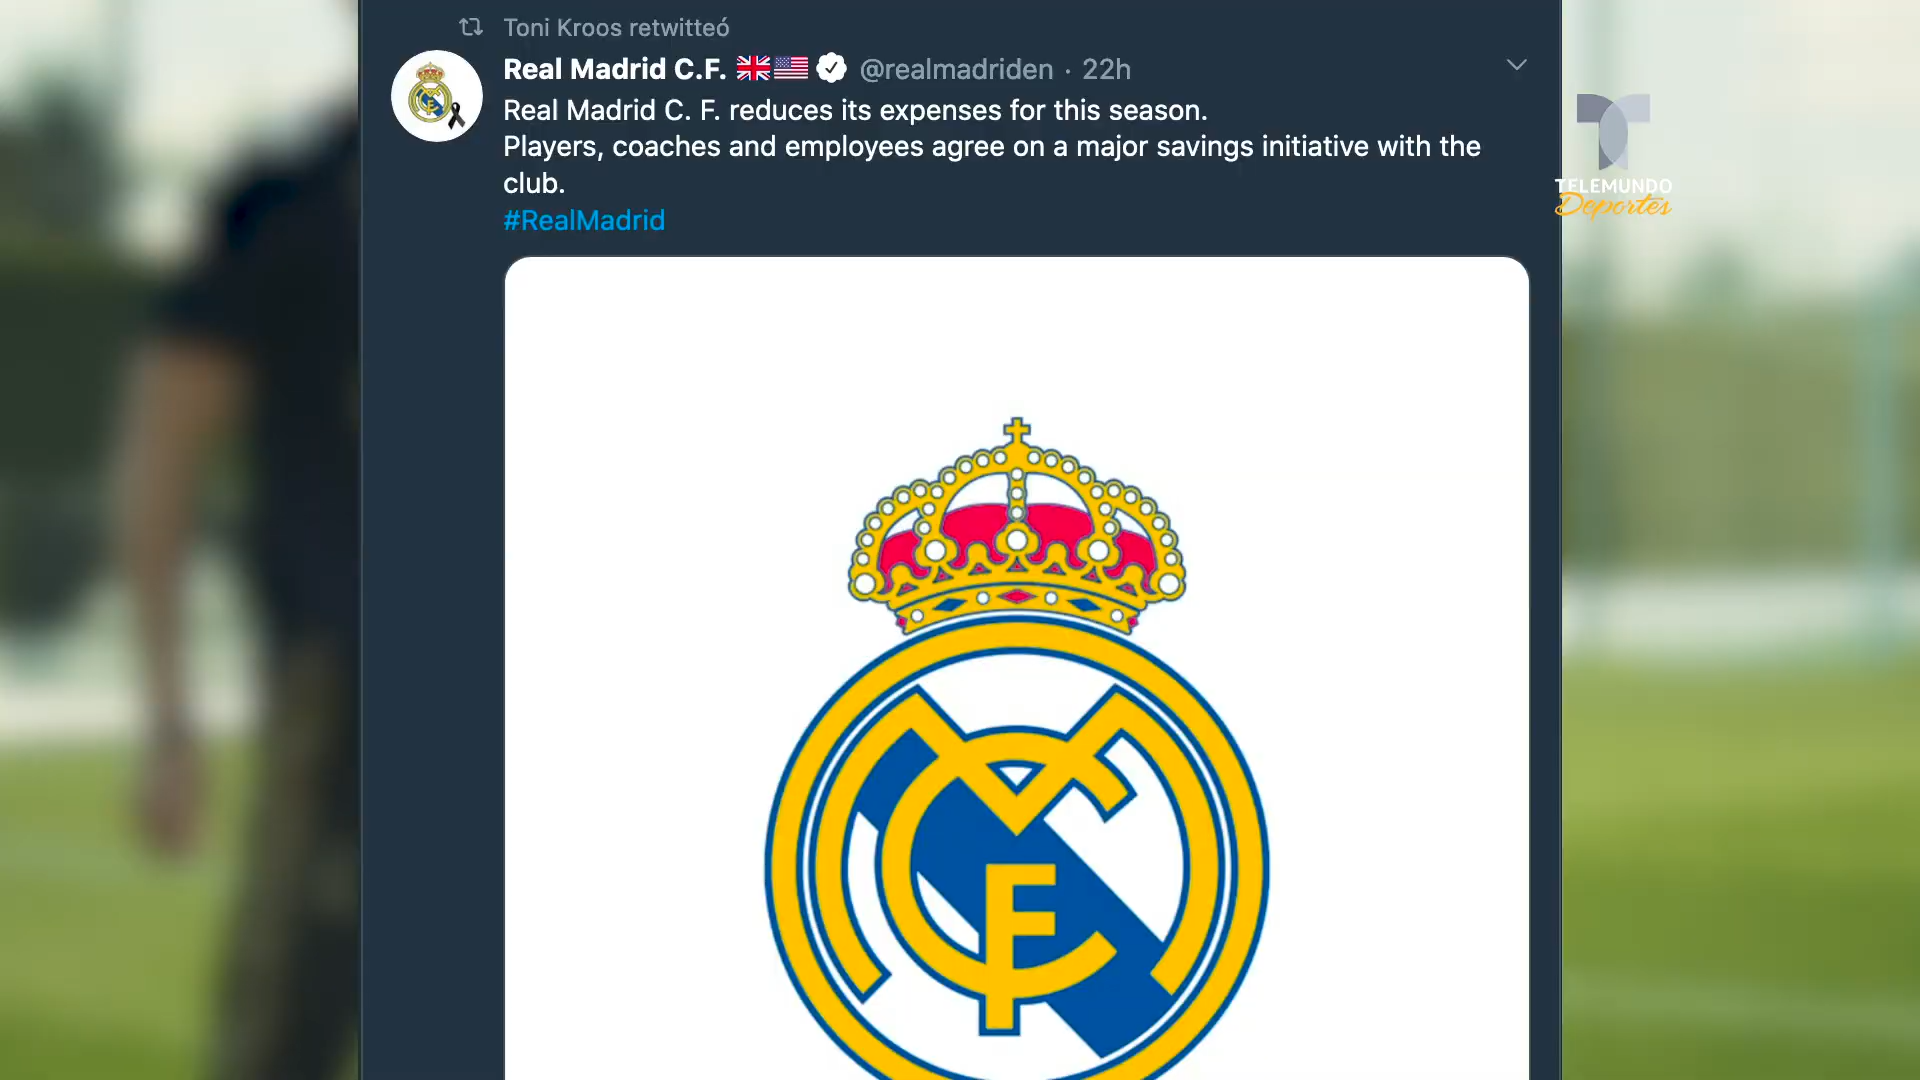 Toni Kroos retwitteó
Real Madrid C.F. 🇬🇧🇺🇸 @realmadriden · 22h
Real Madrid C. F. reduces its expenses for this season.
Players, coaches and employees agree on a major savings initiative with the
club.
#RealMadrid
TELEMUNDO
Deportes